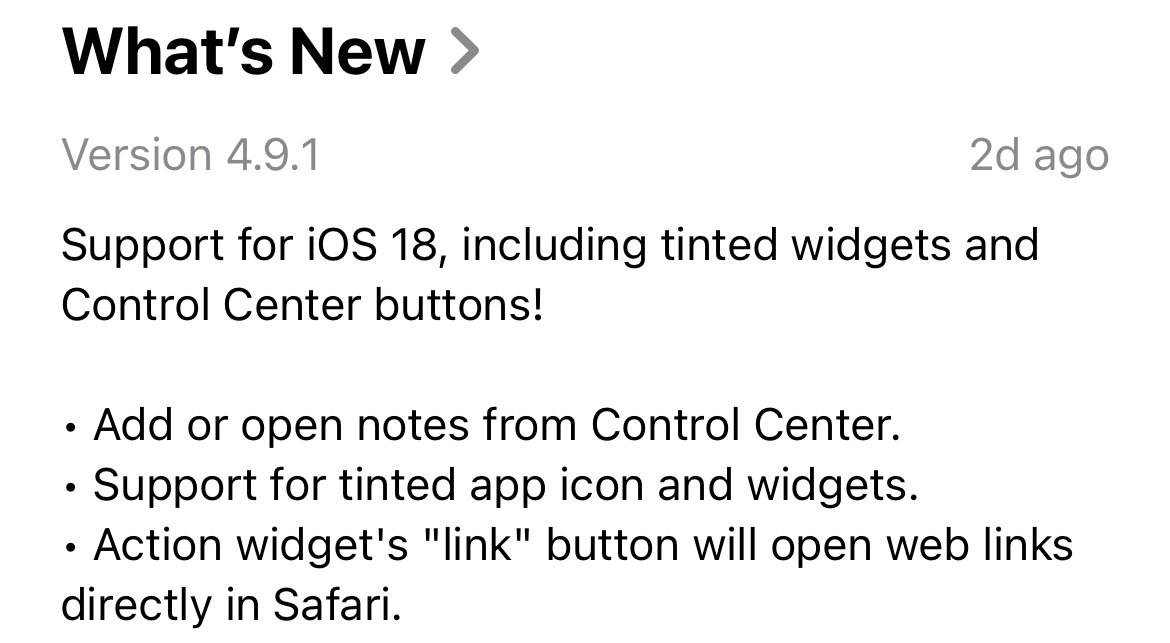 What’s New
Version 4.9.1
2d ago
Support for iOS 18, including tinted widgets and
Control Center buttons!
• Add or open notes from Control Center.
• Support for tinted app icon and widgets.
• Action widget's "link" button will open web links
directly in Safari.